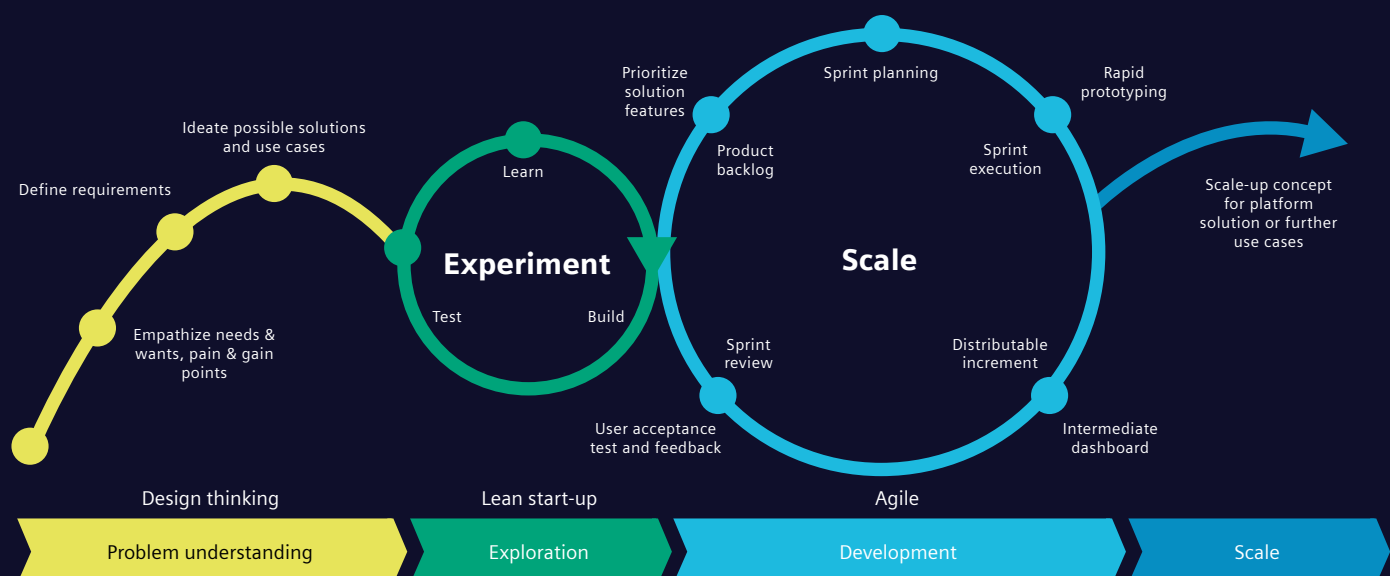 Define requirements
Ideate possible solutions
and use cases
Empathize needs &
wants, pain & gain
points
Learn
Experiment
Test
Build
Prioritize
solution
features
Product
backlog
Sprint planning
Rapid
prototyping
Sprint
execution
Scale
Sprint
review
User acceptance
test and feedback
Distributable
increment
Intermediate
dashboard
Scale-up concept
for platform
solution or further
use cases
Design thinking
Lean start-up
Agile
Problem understanding
Exploration
Development
Scale